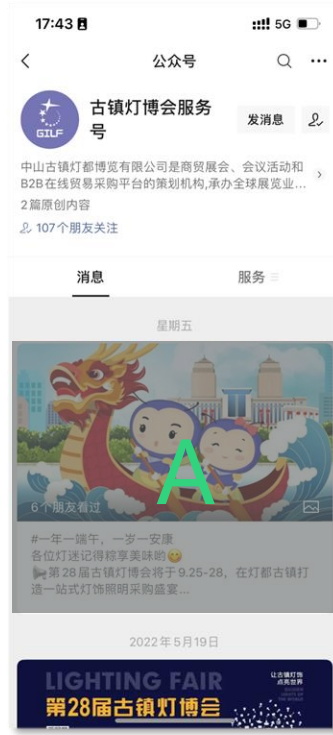 17:43
5G
公众号
GILF
古镇灯博会服务
号
发消息
中山古镇灯都博览有限公司是商贸展会、会议活动和
B2B在线贸易采购平台的策划机构,承办全球展览业...
2篇原创内容
107个朋友关注
消息
服务
星期五
A
6个朋友看过
#一年一端午，一岁一安康
各位灯迷记得粽享美味哟
第28届古镇灯博会将于9.25-28，在灯都古镇打
造一站式灯饰照明采购盛宴...
2022年5月19日
LIGHTING FAIR
让古镇灯饰
点亮世界
第28届古镇灯博会